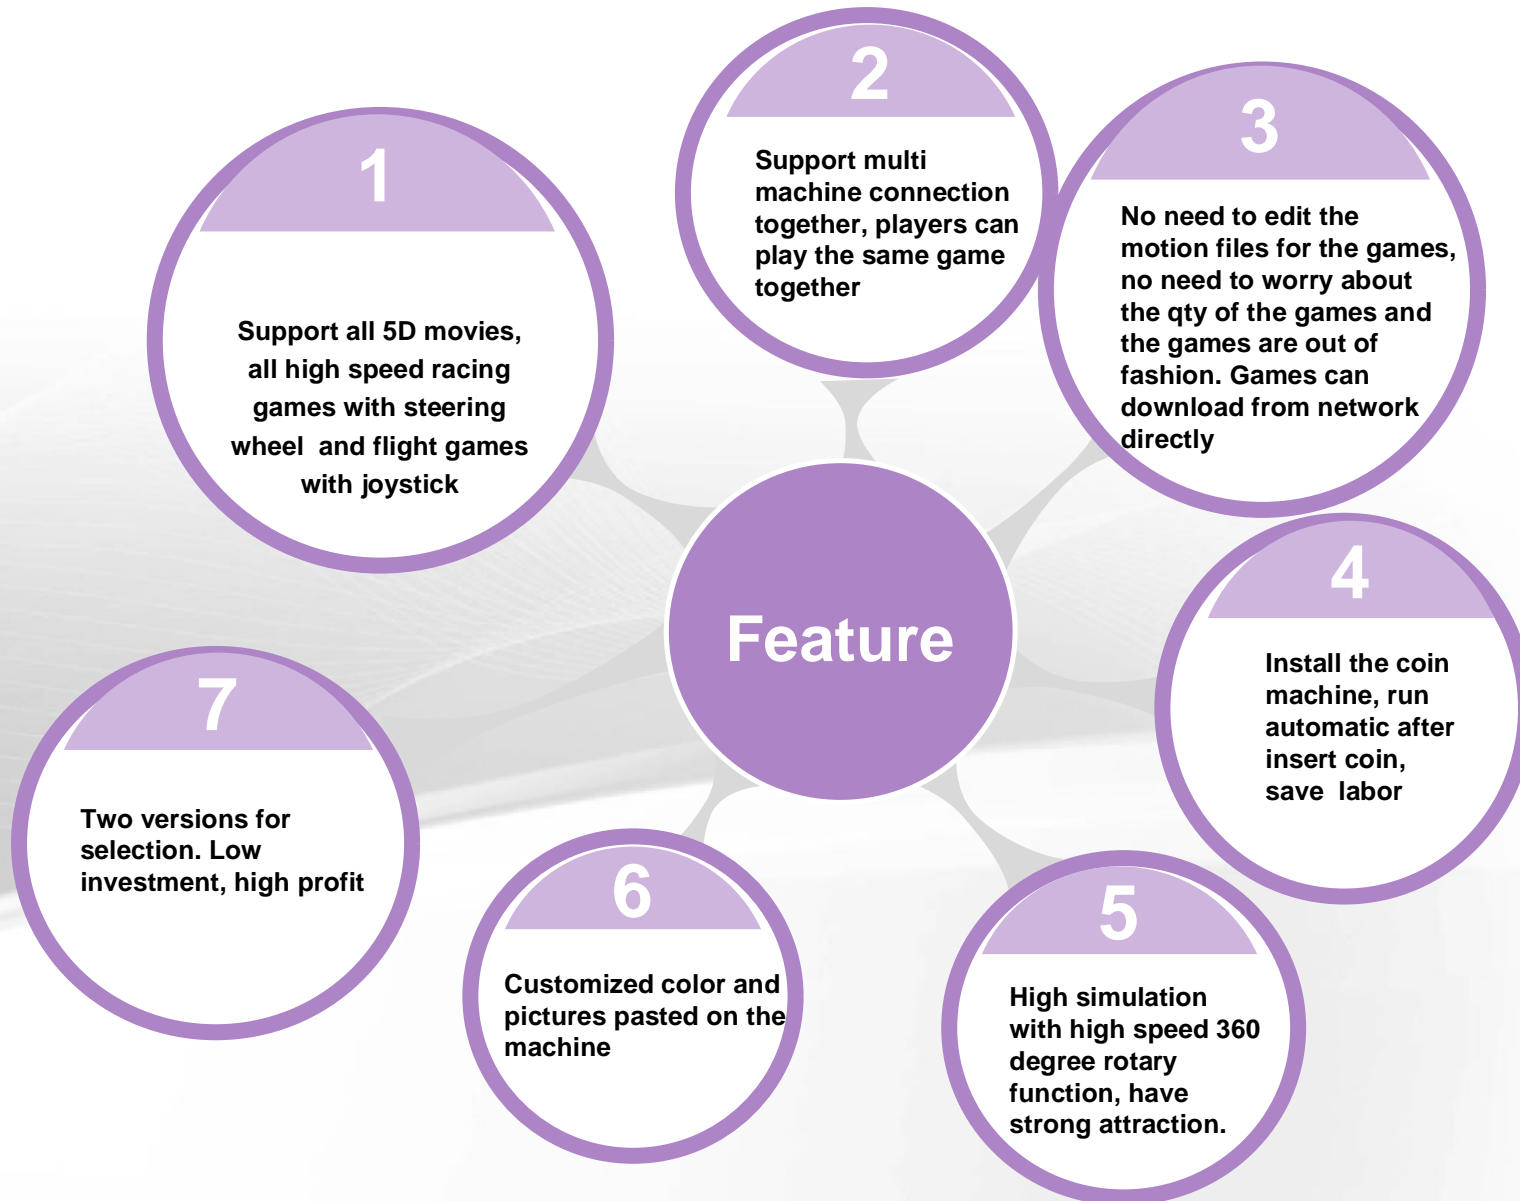 1
Support all 5D movies,
all high speed racing
games with steering
wheel  and flight games
with joystick
2
Support multi
machine connection
together, players can
play the same game
together
3
No need to edit the
motion files for the games,
no need to worry about
the qty of the games and
the games are out of
fashion. Games can
download from network
directly
4
Install the coin
machine, run
automatic after
insert coin,
save  labor
5
High simulation
with high speed 360
degree rotary
function, have
strong attraction.
6
Customized color and
pictures pasted on the
machine
7
Two versions for
selection. Low
investment, high profit
Feature